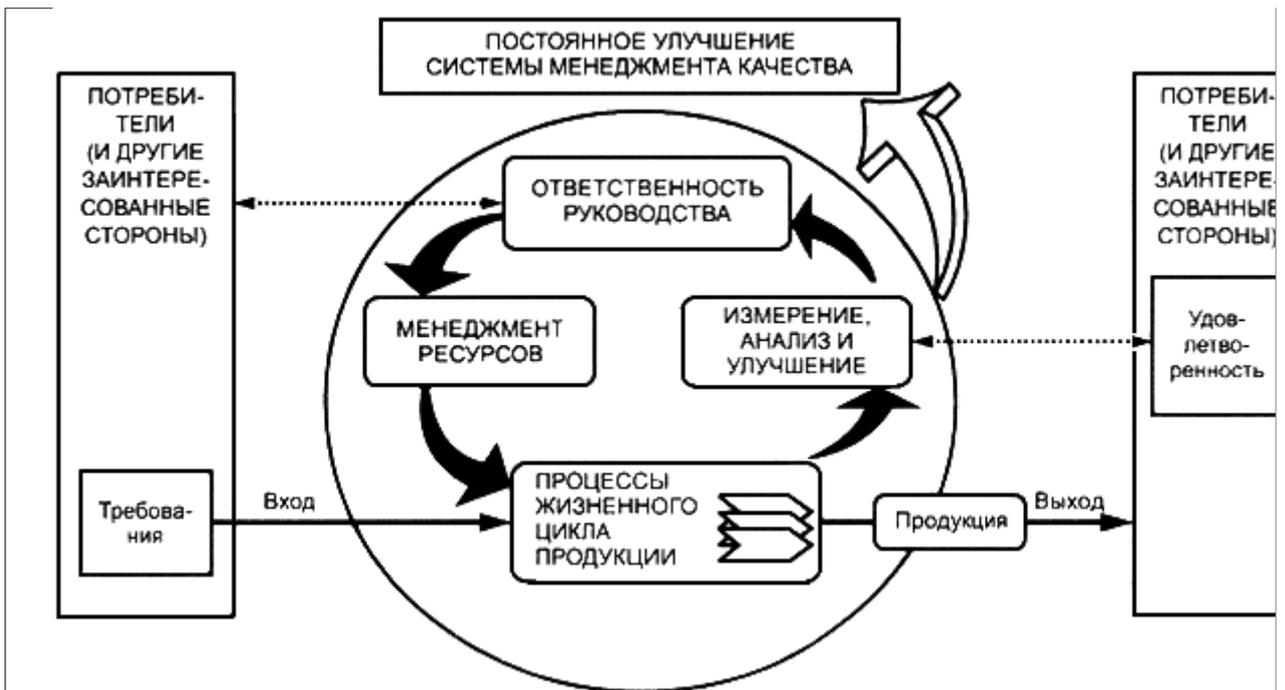 ПОСТОЯННОЕ УЛУЧШЕНИЕ
СИСТЕМЫ МЕНЕДЖМЕНТА КАЧЕСТВА
ПОТРЕБИ-
ТЕЛИ
(И ДРУГИЕ
ЗАИНТЕРЕ-
СОВАННЫЕ
СТОРОНЫ)
Требова-
ния
Вход
ОТВЕТСТВЕННОСТЬ
РУКОВОДСТВА
МЕНЕДЖМЕНТ
РЕСУРСОВ
ИЗМЕРЕНИЕ,
АНАЛИЗ И
УЛУЧШЕНИЕ
ПРОЦЕССЫ
ЖИЗНЕННОГО
ЦИКЛА
ПРОДУКЦИИ
Продукция
Выход
ПОТРЕБИ-
ТЕЛИ
(И ДРУГИЕ
ЗАИНТЕРЕ-
СОВАННЫЕ
СТОРОНЫ)
Удов-
летво-
ренность